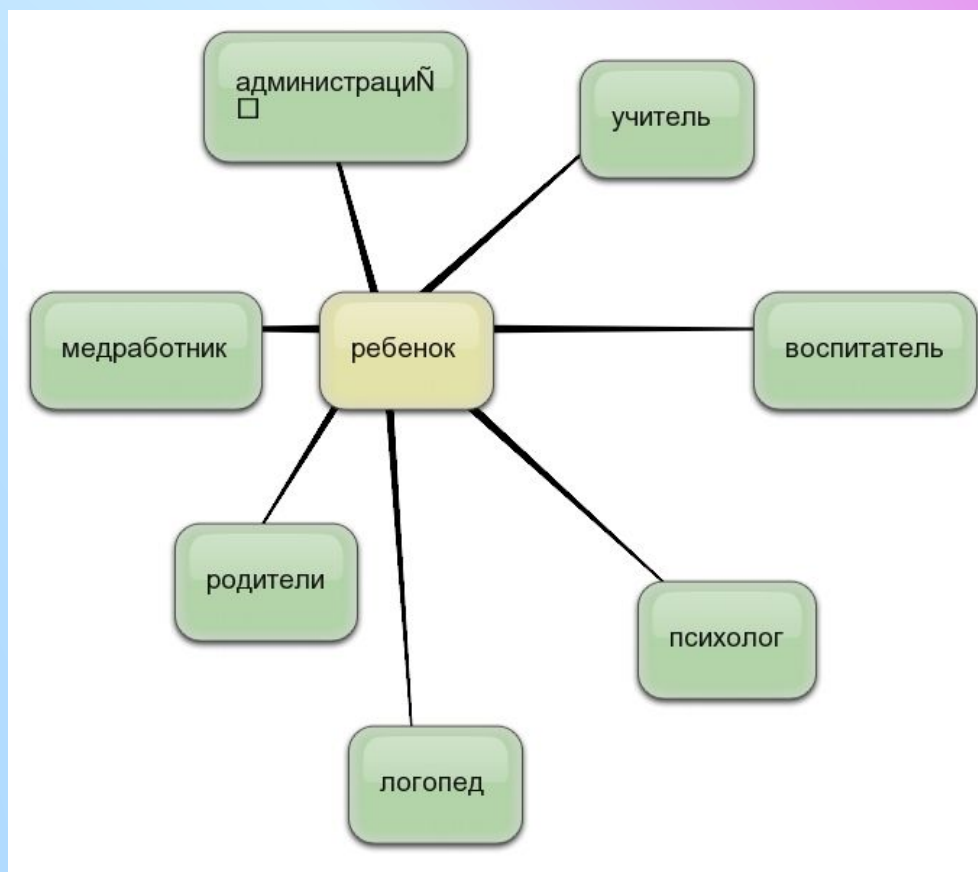 администрациÑ
□
учитель
медработник
ребенок
воспитатель
родители
психолог
логопед